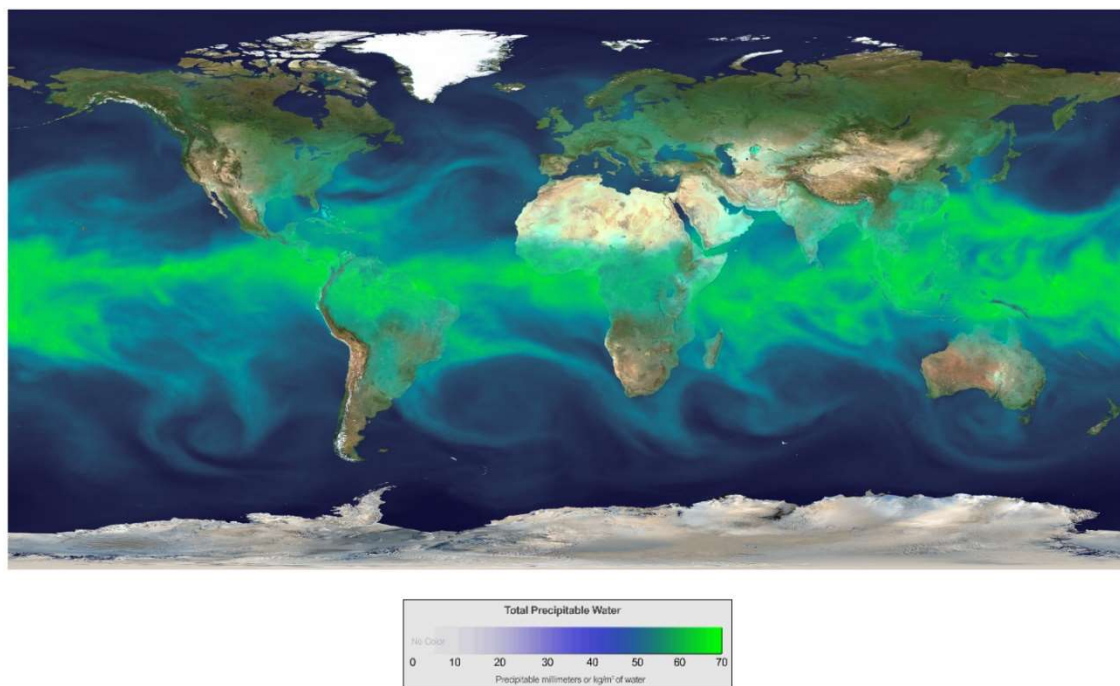 Total Precipitable Water
No Color
0 10 20 30 40 50 60 70
Precipitable millimeters or kg/m² of water